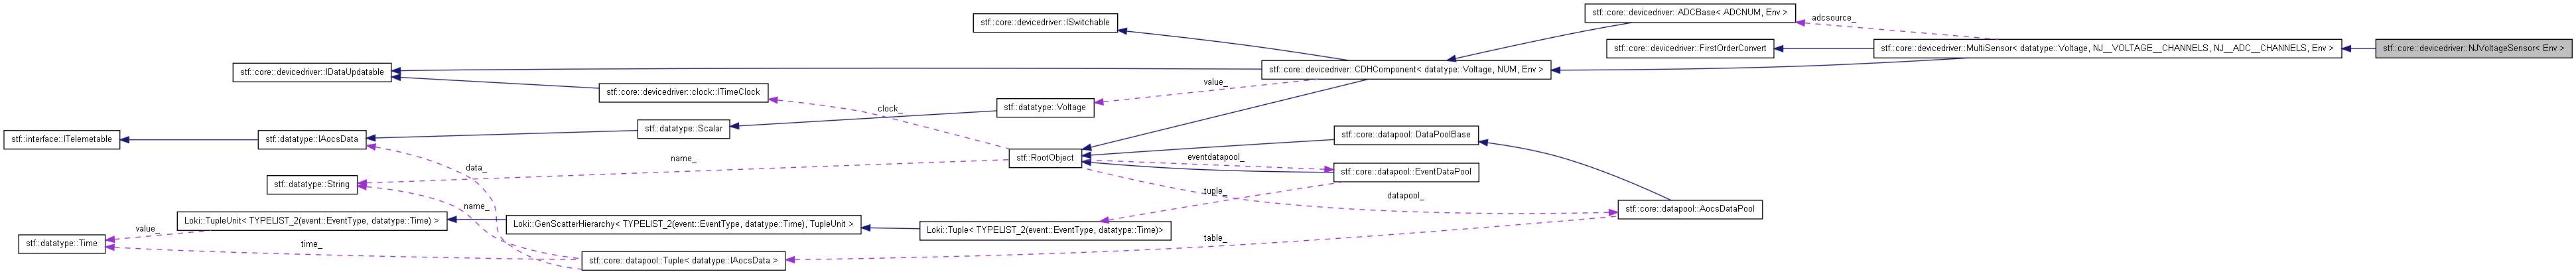 stf::core::devicedriver::ADCBase< ADCNUM, Env >
adcsource_
stf::core::devicedriver::ISwitchable
stf::core::devicedriver::FirstOrderConvert
stf::core::devicedriver::MultiSensor< datatype::Voltage, NJ__VOLTAGE__CHANNELS, NJ__ADC__CHANNELS, Env >
stf::core::devicedriver::NJVoltageSensor< Env >
stf::core::devicedriver::IDataUpdatable
stf::core::devicedriver::CDHComponent< datatype::Voltage, NUM, Env >
value_
stf::core::devicedriver::clock::ITimeClock
clock_
stf::datatype::Voltage
stf::datatype::Scalar
stf::core::datapool::DataPoolBase
stf::interface::ITelemetable
stf::datatype::IAocsData
name_
stf::RootObject
eventdatapool_
data_
stf::core::datapool::EventDataPool
stf::datatype::String
tuple_
datapool_
name_
stf::core::datapool::AocsDataPool
Loki::TupleUnit< TYPELIST_2(event::EventType, datatype::Time) >
Loki::GenScatterHierarchy< TYPELIST_2(event::EventType, datatype::Time), TupleUnit >
Loki::Tuple< TYPELIST_2(event::EventType, datatype::Time)>
value_
stf::datatype::Time
time_
table_
stf::core::datapool::Tuple< datatype::IAocsData >